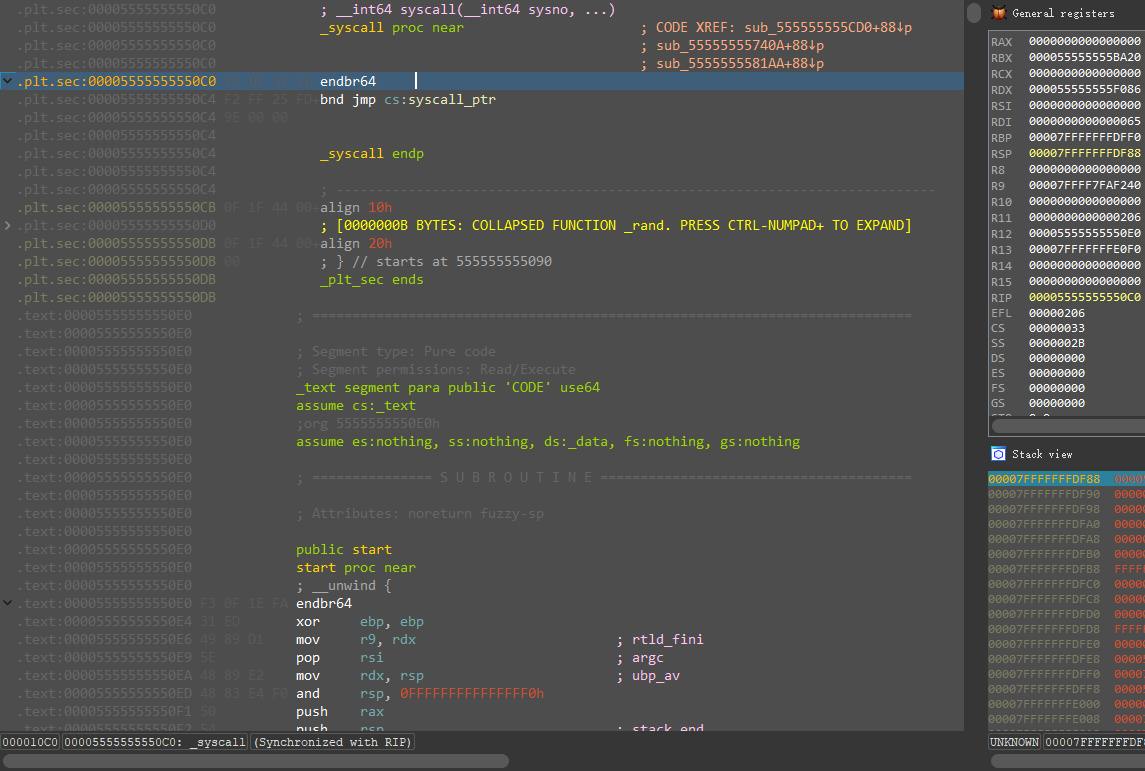 .plt.sec:00005555555550C0 ; __int64 syscall(__int64 sysno, ...)
.plt.sec:00005555555550C0 _syscall proc near ; CODE XREF: sub_555555555CD0+88↓p
.plt.sec:00005555555550C0 ; sub_55555555740A+88↓p
.plt.sec:00005555555550C0 ; sub_5555555581AA+88↓p
.plt.sec:00005555555550C0 endbr64
.plt.sec:00005555555550C4 F2 FF 25 FD+bnd jmp cs:syscall_ptr
.plt.sec:00005555555550C4 9E 00 00
.plt.sec:00005555555550C4
.plt.sec:00005555555550C4 _syscall endp
.plt.sec:00005555555550C4
.plt.sec:00005555555550C4 ; ---------------------------------------------------------------------------
.plt.sec:00005555555550CB 0F 1F 44 00+align 10h
.plt.sec:00005555555550D0 ; [0000000B BYTES: COLLAPSED FUNCTION _rand. PRESS CTRL-NUMPAD+ TO EXPAND]
.plt.sec:00005555555550DB 0F 1F 44 00+align 20h
.plt.sec:00005555555550DB 00 ; } // starts at 555555555090
.plt.sec:00005555555550DB _plt_sec ends
.plt.sec:00005555555550DB
.text:00005555555550E0 ; ===========================================================================
.text:00005555555550E0
.text:00005555555550E0 ; Segment type: Pure code
.text:00005555555550E0 ; Segment permissions: Read/Execute
.text:00005555555550E0 _text segment para public 'CODE' use64
.text:00005555555550E0 assume cs:_text
.text:00005555555550E0 ;org 5555555550E0h
.text:00005555555550E0 assume es:nothing, ss:nothing, ds:_data, fs:nothing, gs:nothing
.text:00005555555550E0
.text:00005555555550E0 ; =============== S U B R O U T I N E =======================================
.text:00005555555550E0
.text:00005555555550E0 ; Attributes: noreturn fuzzy-sp
.text:00005555555550E0
.text:00005555555550E0 public start
.text:00005555555550E0 start proc near
.text:00005555555550E0 ; __unwind {
.text:00005555555550E0 F3 0F 1E FA endbr64
.text:00005555555550E4 31 ED xor ebp, ebp
.text:00005555555550E6 49 89 D1 mov r9, rdx ; rtld_fini
.text:00005555555550E9 5E pop rsi ; argc
.text:00005555555550EA 48 89 E2 mov rdx, rsp ; ubp_av
.text:00005555555550ED 48 83 E4 F0 and rsp, 0FFFFFFFFFFFFFFF0h
.text:00005555555550F1 50 push rax
.text:00005555555550F2 54 push rsp ; stack_end
000010C0 00005555555550C0: _syscall (Synchronized with RIP)
General registers
RAX 0000000000000000
RBX 000055555555BA20
RCX 0000000000000000
RDX 000055555555F086
RSI 0000000000000000
RDI 0000000000000065
RBP 00007FFFFFFFDFF0
RSP 00007FFFFFFFDF88
R8 0000000000000000
R9 00007FFFF7FAF240
R10 0000000000000000
R11 0000000000000206
R12 00005555555550E0
R13 00007FFFFFFFE0F0
R14 0000000000000000
R15 0000000000000000
RIP 00005555555550C0
EFL 00000206
CS 00000033
SS 0000002B
DS 00000000
ES 00000000
FS 00000000
GS 00000000
Stack view
00007FFFFFFFDF88 0000
00007FFFFFFFDF90 0000
00007FFFFFFFDF98 0000
00007FFFFFFFDFA0 0000
00007FFFFFFFDFA8 0000
00007FFFFFFFDFB0 0000
00007FFFFFFFDFB8 FFFF
00007FFFFFFFDFC0 0000
00007FFFFFFFDFC8 0000
00007FFFFFFFDFD0 0000
00007FFFFFFFDFD8 FFFF
00007FFFFFFFDFE0 0000
00007FFFFFFFDFE8 0000
00007FFFFFFFDFF0 0000
00007FFFFFFFDFF8 0000
00007FFFFFFFE000 0000
00007FFFFFFFE008 0000
UNKNOWN 00007FFFFFFFDF8